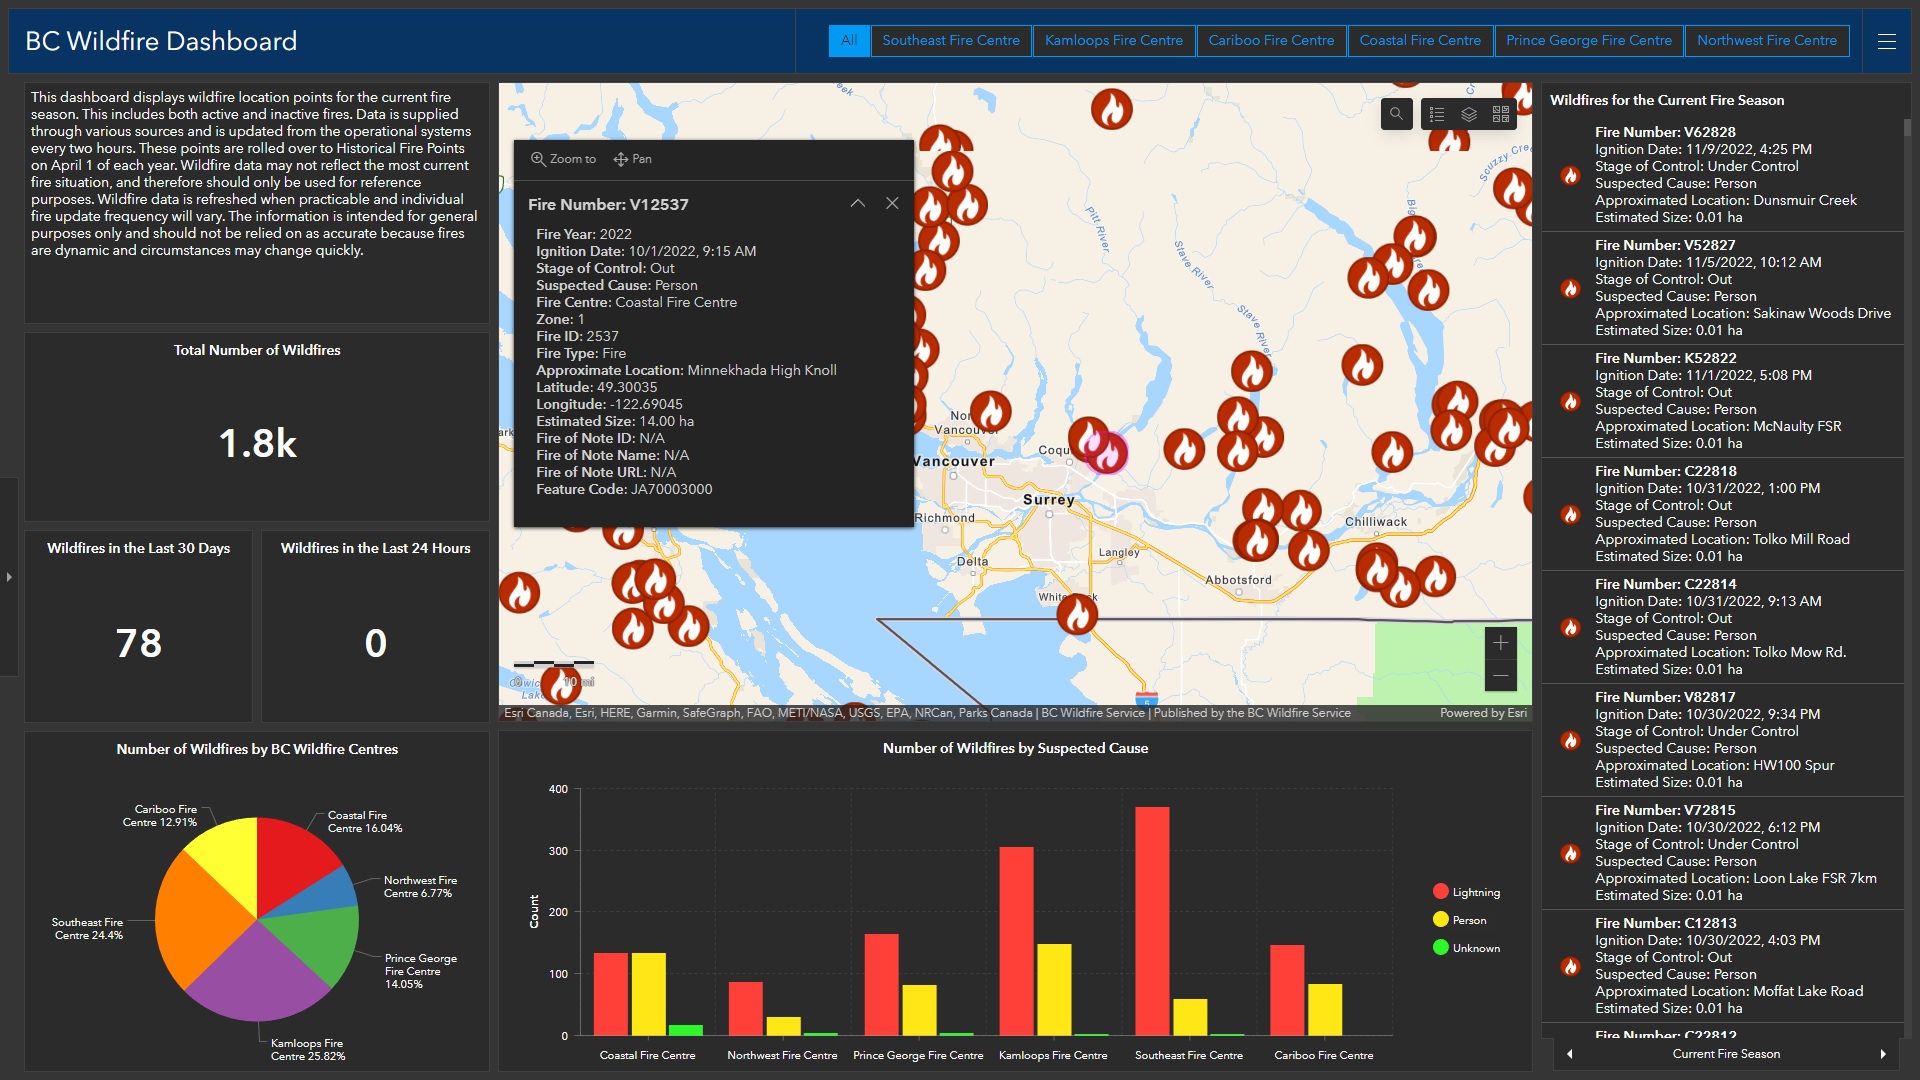 BC Wildfire Dashboard
All
Southeast Fire Centre
Kamloops Fire Centre
Cariboo Fire Centre
Coastal Fire Centre
Prince George Fire Centre
Northwest Fire Centre
This dashboard displays wildfire location points for the current fire
season. This includes both active and inactive fires. Data is supplied
through various sources and is updated from the operational systems
every two hours. These points are rolled over to Historical Fire Points
on April 1 of each year. Wildfire data may not reflect the most current
fire situation, and therefore should only be used for reference
purposes. Wildfire data is refreshed when practicable and individual
fire update frequency will vary. The information is intended for general
purposes only and should not be relied on as accurate because fires
are dynamic and circumstances may change quickly.
Total Number of Wildfires
1.8k
Wildfires in the Last 30 Days
78
Wildfires in the Last 24 Hours
0
Number of Wildfires by BC Wildfire Centres
Cariboo Fire
Centre 12.91%
Coastal Fire
Centre 16.04%
Northwest Fire
Centre 6.77%
Southeast Fire
Centre 24.4%
Prince George
Fire Centre
14.05%
Kamloops Fire
Centre 25.82%
Zoom to
Pan
Fire Number: V12537
Fire Year: 2022
Ignition Date: 10/1/2022, 9:15 AM
Stage of Control: Out
Suspected Cause: Person
Fire Centre: Coastal Fire Centre
Zone: 1
Fire ID: 2537
Fire Type: Fire
Approximate Location: Minnekhada High Knoll
Latitude: 49.30035
Longitude: -122.69045
Estimated Size: 14.00 ha
Fire of Note ID: N/A
Fire of Note Name: N/A
Fire of Note URL: N/A
Feature Code: JA70003000
Pitt River
Stave River
Stave River
Scuzzy Cre
Big
eek
Nor
Vancouver
Vancouver
Coqu
Surrey
Richmond
Delta
Langley
White
Abbotsford
Chilliwack
Lake
10 mi
5
Esri Canada, Esri, HERE, Garmin, SafeGraph, FAO, METI/NASA, USGS, EPA, NRCan, Parks Canada | BC Wildfire Service | Published by the BC Wildfire Service
Powered by Esri
Number of Wildfires by Suspected Cause
Count
400
300
200
100
0
Coastal Fire Centre
Northwest Fire Centre
Prince George Fire Centre
Kamloops Fire Centre
Southeast Fire Centre
Cariboo Fire Centre
Lightning
Person
Unknown
Wildfires for the Current Fire Season
Fire Number: V62828
Ignition Date: 11/9/2022, 4:25 PM
Stage of Control: Under Control
Suspected Cause: Person
Approximated Location: Dunsmuir Creek
Estimated Size: 0.01 ha
Fire Number: V52827
Ignition Date: 11/5/2022, 10:12 AM
Stage of Control: Out
Suspected Cause: Person
Approximated Location: Sakinaw Woods Drive
Estimated Size: 0.01 ha
Fire Number: K52822
Ignition Date: 11/1/2022, 5:08 PM
Stage of Control: Out
Suspected Cause: Person
Approximated Location: McNaulty FSR
Estimated Size: 0.01 ha
Fire Number: C22818
Ignition Date: 10/31/2022, 1:00 PM
Stage of Control: Out
Suspected Cause: Person
Approximated Location: Tolko Mill Road
Estimated Size: 0.01 ha
Fire Number: C22814
Ignition Date: 10/31/2022, 9:13 AM
Stage of Control: Out
Suspected Cause: Person
Approximated Location: Tolko Mow Rd.
Estimated Size: 0.01 ha
Fire Number: V82817
Ignition Date: 10/30/2022, 9:34 PM
Stage of Control: Under Control
Suspected Cause: Person
Approximated Location: HW100 Spur
Estimated Size: 0.01 ha
Fire Number: V72815
Ignition Date: 10/30/2022, 6:12 PM
Stage of Control: Under Control
Suspected Cause: Person
Approximated Location: Loon Lake FSR 7km
Estimated Size: 0.01 ha
Fire Number: C12813
Ignition Date: 10/30/2022, 4:03 PM
Stage of Control: Out
Suspected Cause: Person
Approximated Location: Moffat Lake Road
Estimated Size: 0.01 ha
Fire Number: C22812
Current Fire Season